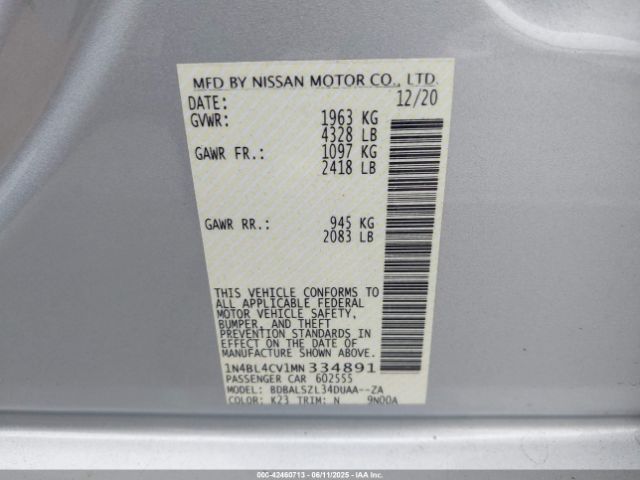 MFD BY NISSAN MOTOR CO., LTD.
DATE: 12/20
GVWR: 1963 KG
4328 LB
GAWR FR.: 1097 KG
2418 LB
GAWR RR.: 945 KG
2083 LB
THIS VEHICLE CONFORMS TO
ALL APPLICABLE FEDERAL
MOTOR VEHICLE SAFETY,
BUMPER, AND THEFT
PREVENTION STANDARDS IN
EFFECT ON THE DATE OF
MANUFACTURE SHOWN ABOVE.
1N4BL4CV1MN334891
PASSENGER CAR 602555
MODEL: BDBALSZL34DUAA--ZA
COLOR: K23 TRIM: N 9N00A
000-42460713 - 06/11/2025 - IAAI.COM